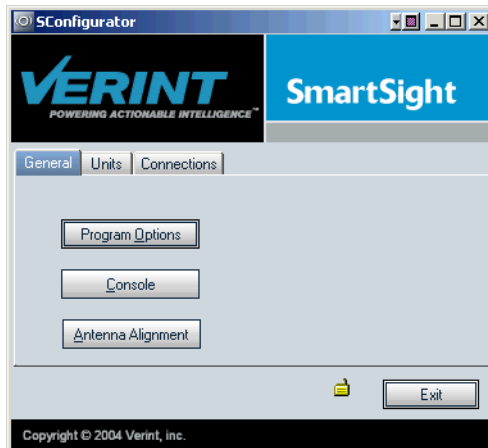 SConfigurator
VERINT
POWERING ACTIONABLE INTELLIGENCE™
SmartSight
General Units Connections
Program Options
Console
Antenna Alignment
Exit
Copyright © 2004 Verint, inc.